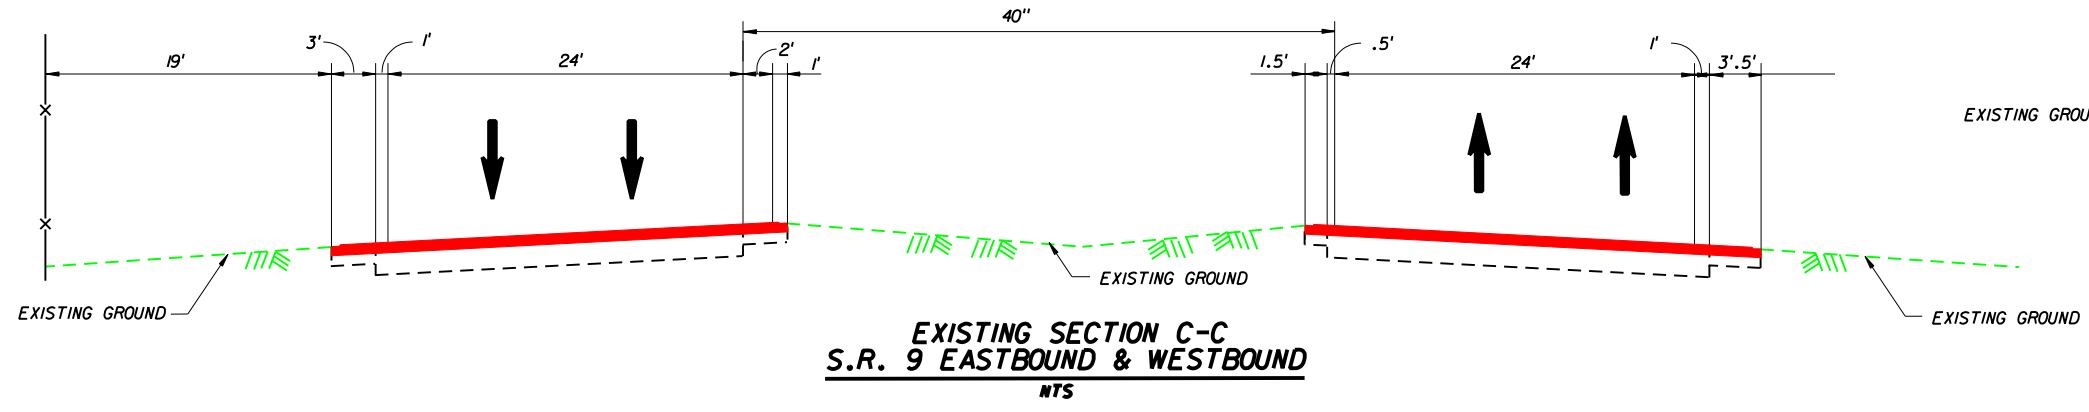 40"
3' 1' 2' .5' 1'
19' 24' 1' 1.5' 24' 3'.5'
EXISTING GROU
EXISTING GROUND
EXISTING GROUND
EXISTING GROUND
EXISTING SECTION C-C
S.R. 9 EASTBOUND & WESTBOUND
NTS